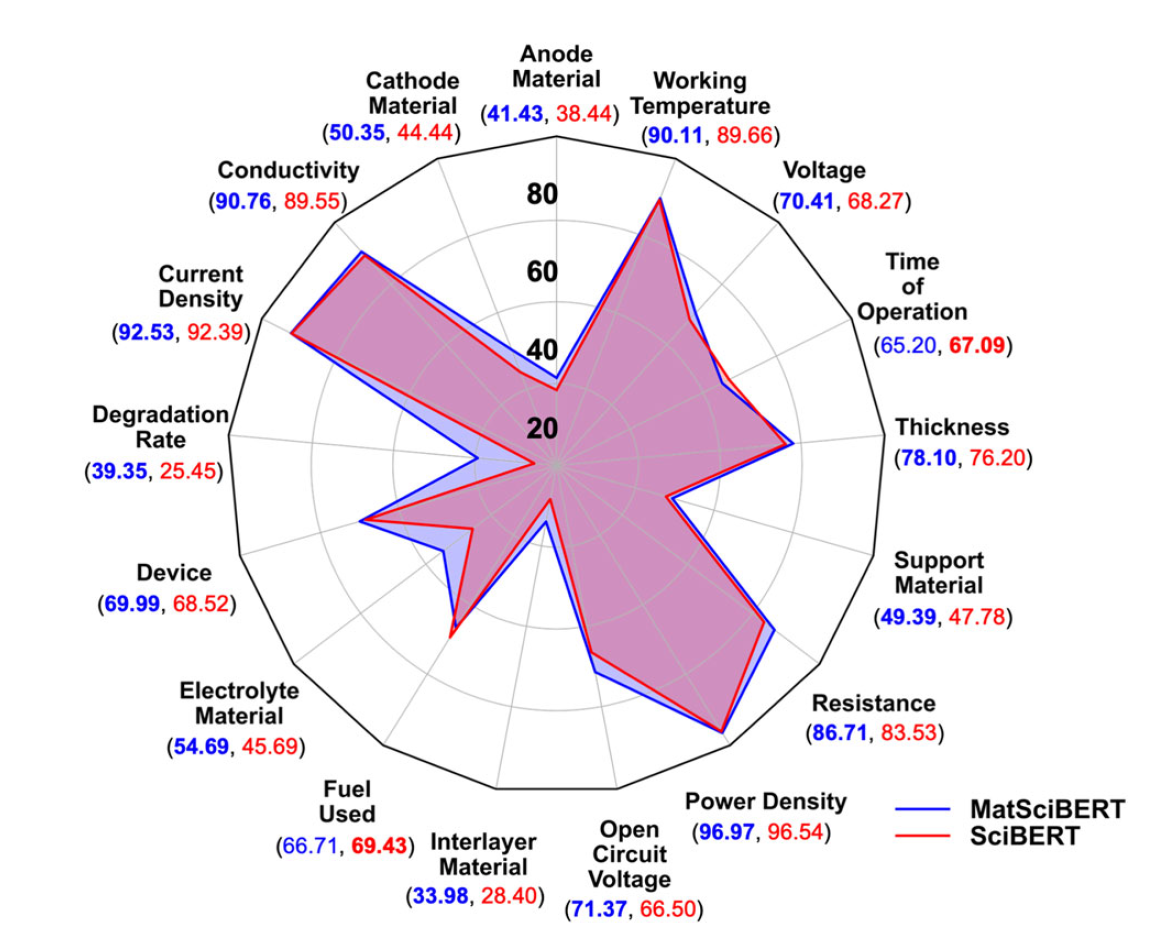 Anode
Material
(41.43, 38.44)
Working
Temperature
(90.11, 89.66)
Voltage
(70.41, 68.27)
Time
of
Operation
(65.20, 67.09)
Thickness
(78.10, 76.20)
Support
Material
(49.39, 47.78)
Resistance
(86.71, 83.53)
Power Density
(96.97, 96.54)
Open
Circuit
Voltage
(71.37, 66.50)
Interlayer
Material
(33.98, 28.40)
Fuel
Used
(66.71, 69.43)
Electrolyte
Material
(54.69, 45.69)
Device
(69.99, 68.52)
Degradation
Rate
(39.35, 25.45)
Current
Density
(92.53, 92.39)
Conductivity
(90.76, 89.55)
Cathode
Material
(50.35, 44.44)
80
60
40
20
MatSciBERT
SciBERT